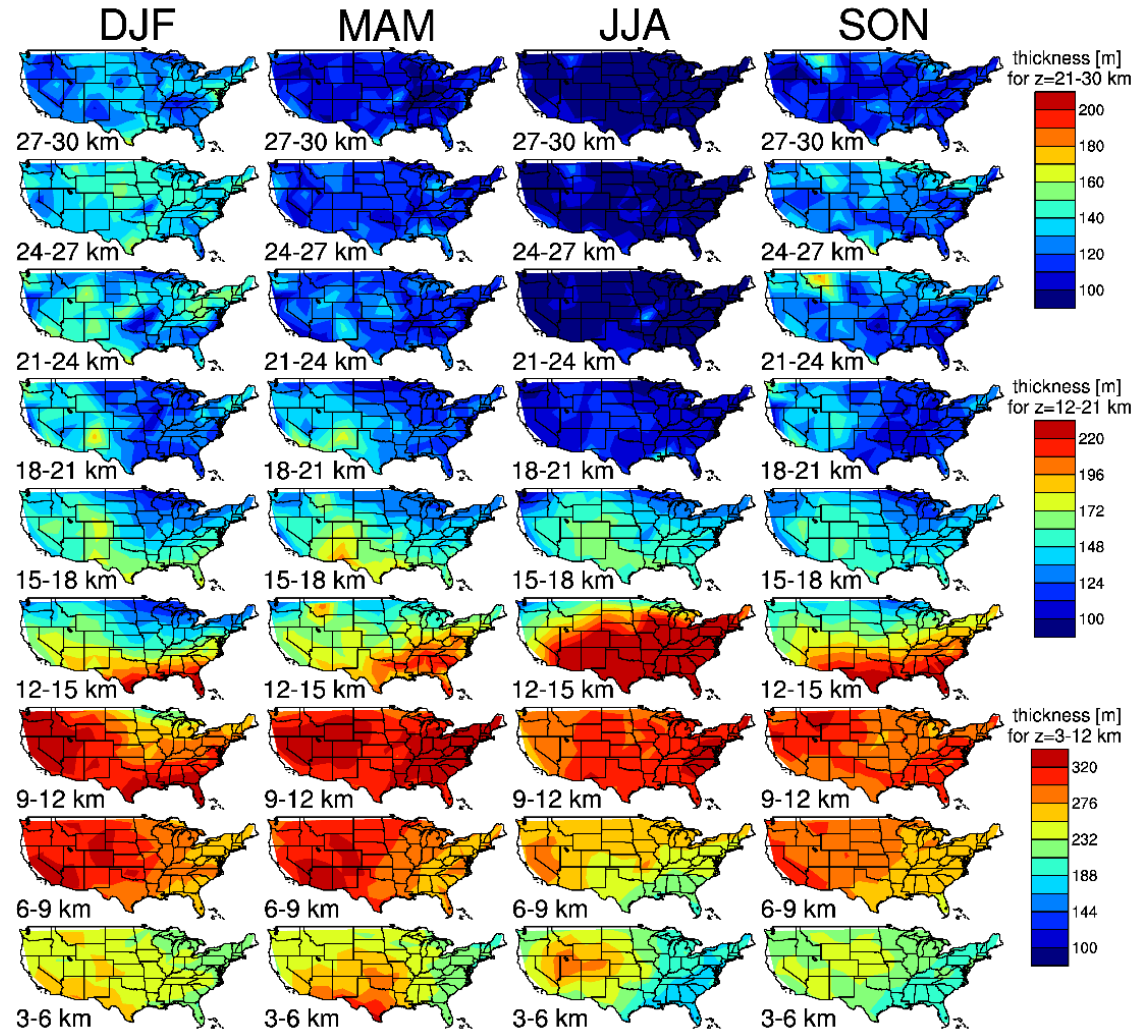 DJF MAM JJA SON
thickness [m]
for z=21-30 km
200
180
160
140
120
100
27-30 km 27-30 km 27-30 km 27-30 km
24-27 km 24-27 km 24-27 km 24-27 km
21-24 km 21-24 km 21-24 km 21-24 km
thickness [m]
for z=12-21 km
220
196
172
148
124
100
18-21 km 18-21 km 18-21 km 18-21 km
15-18 km 15-18 km 15-18 km 15-18 km
12-15 km 12-15 km 12-15 km 12-15 km
thickness [m]
for z=3-12 km
320
276
232
188
144
100
9-12 km 9-12 km 9-12 km 9-12 km
6-9 km 6-9 km 6-9 km 6-9 km
3-6 km 3-6 km 3-6 km 3-6 km